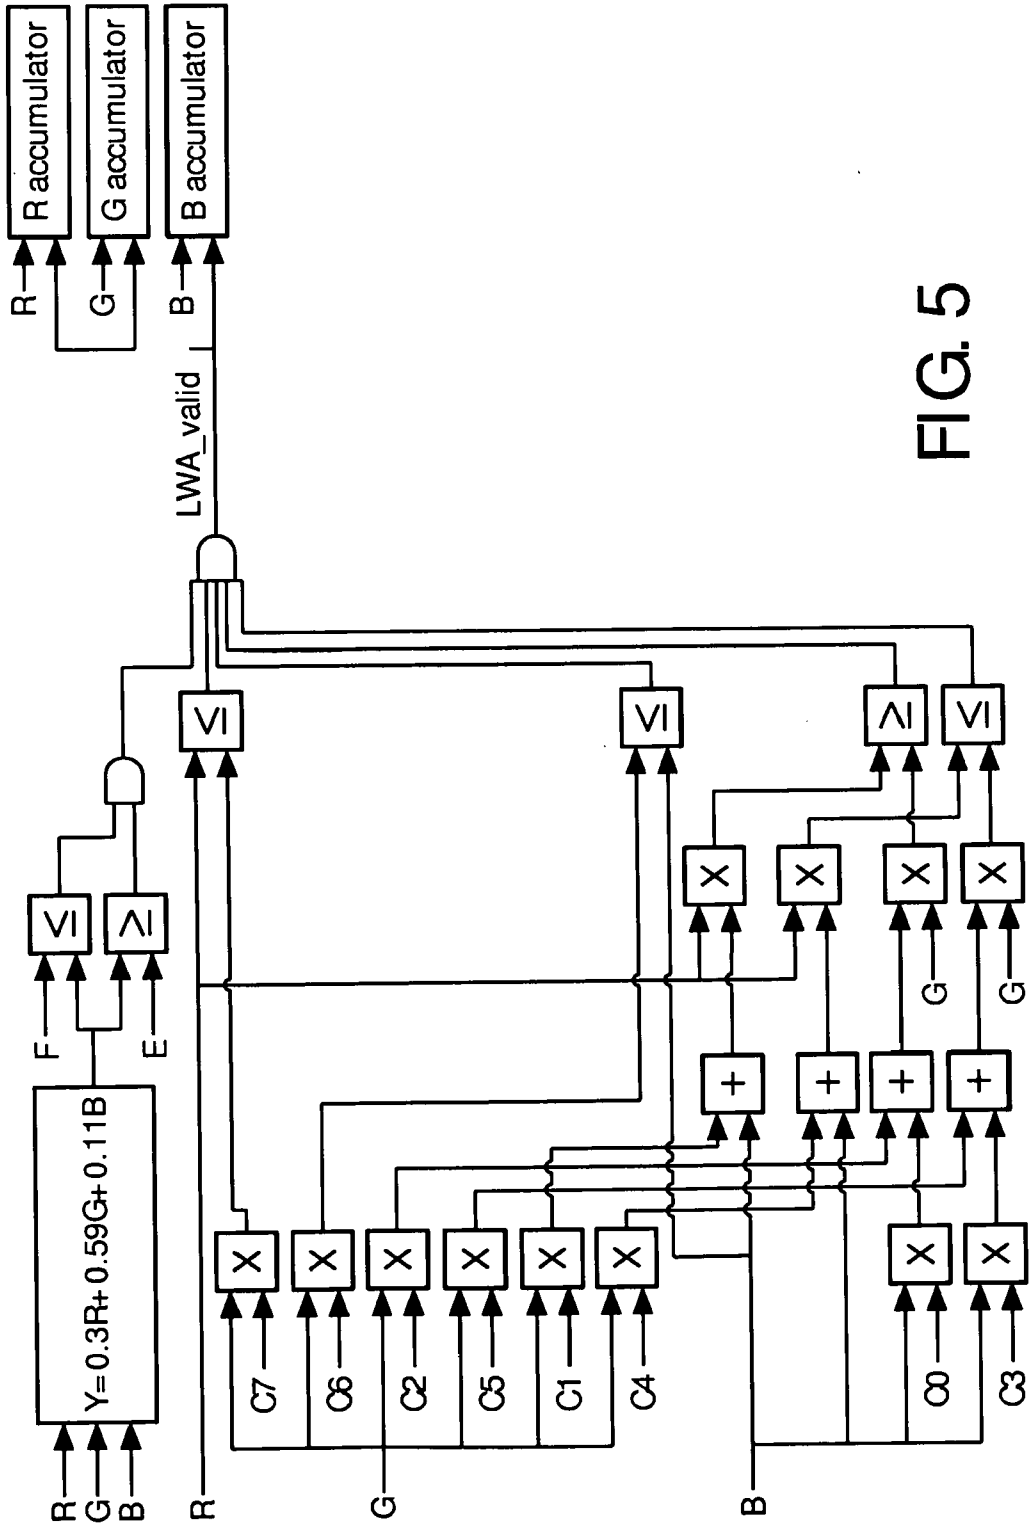 R
G
B
Y=0.3R+0.59G+0.11B
F
E
≤
≥
R
G
B
C7
C6
C2
C5
C1
C4
C0
C3
X
X
X
X
X
X
X
X
+
+
+
+
G
G
X
X
X
X
≤
≤
≥
≤
LWA_valid
R
G
B
R accumulator
G accumulator
B accumulator
FIG. 5